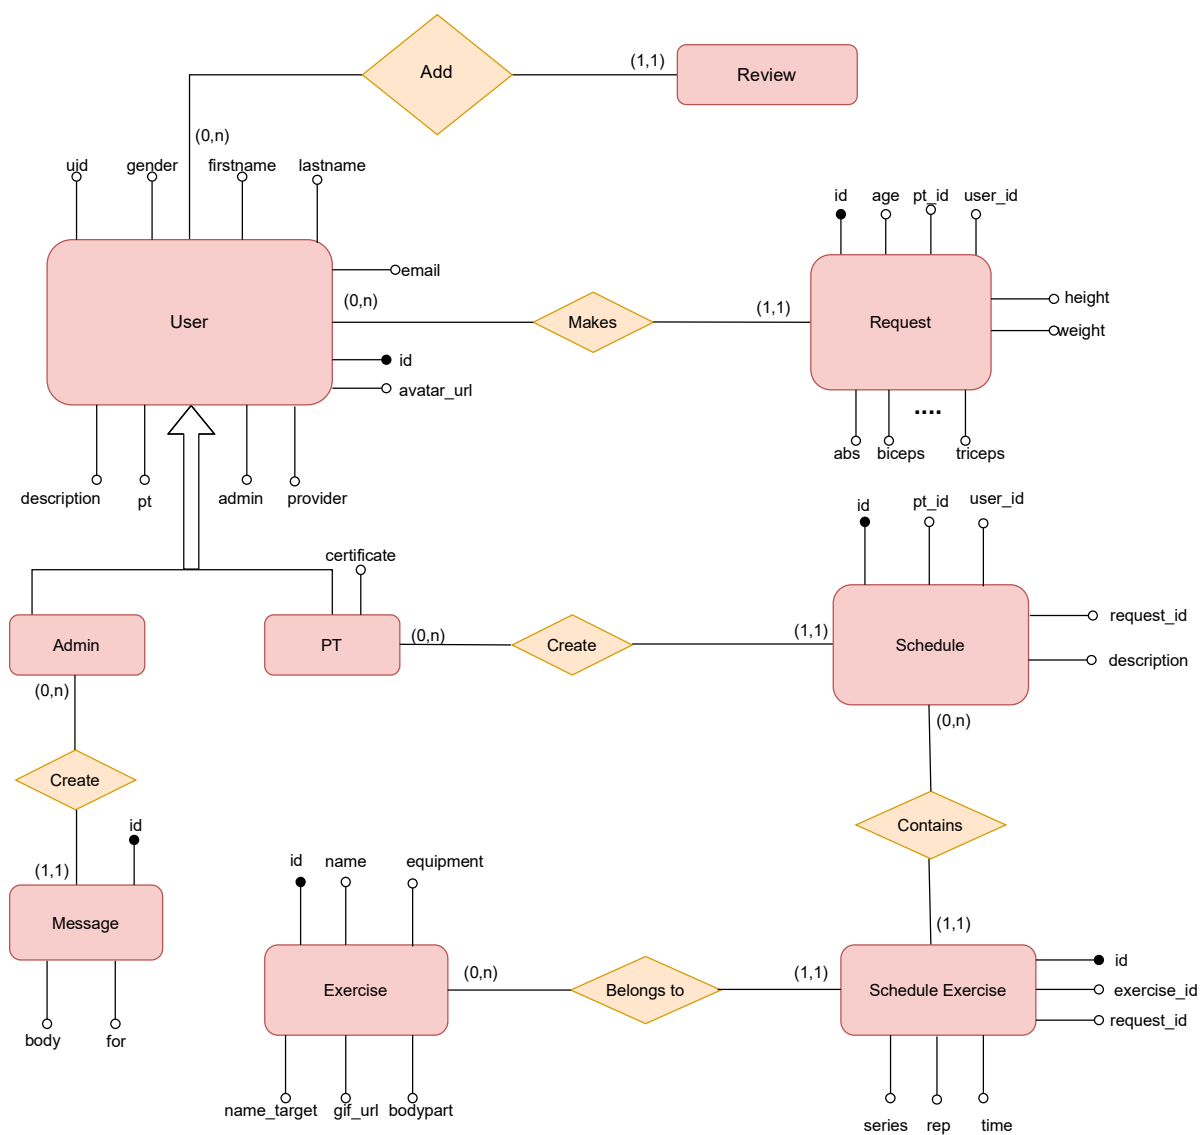 Add
(1,1)
Review
(0,n)
uid
gender
firstname
lastname
id
age
pt_id
user_id
email
(0,n)
User
Makes
(1,1)
Request
height
weight
id
avatar_url
....
abs
biceps
triceps
description
pt
admin
provider
id
pt_id
user_id
certificate
request_id
Admin
PT
(0,n)
Create
(1,1)
Schedule
description
(0,n)
(0,n)
Create
Contains
id
(1,1)
id
name
equipment
Message
(1,1)
(0,n)
(1,1)
id
Exercise
Belongs to
Schedule Exercise
exercise_id
request_id
body
for
name_target
gif_url
bodypart
series
rep
time